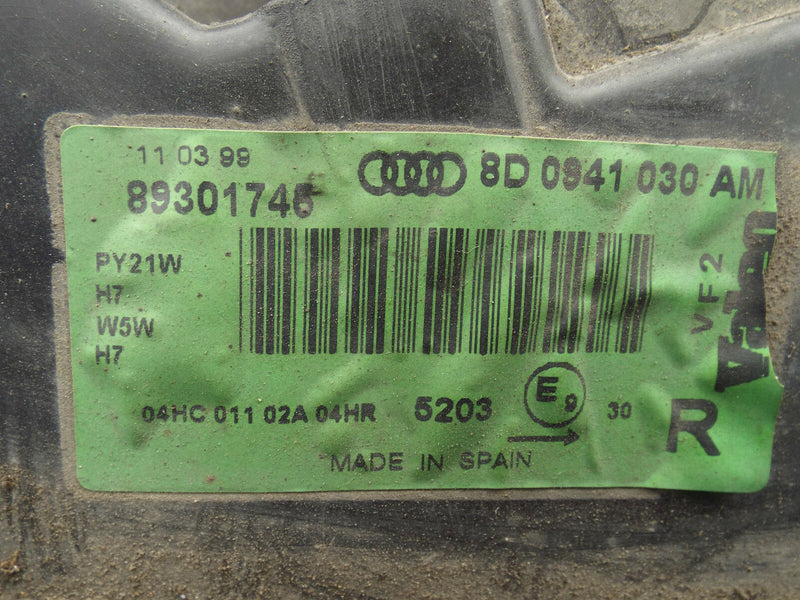 11 03 99
89301746
8D 0941 030 AM
PY21W
H7
W5W
H7
VF2
Valeo
04HC 011 02A 04HR 5203 E9 30 R
MADE IN SPAIN